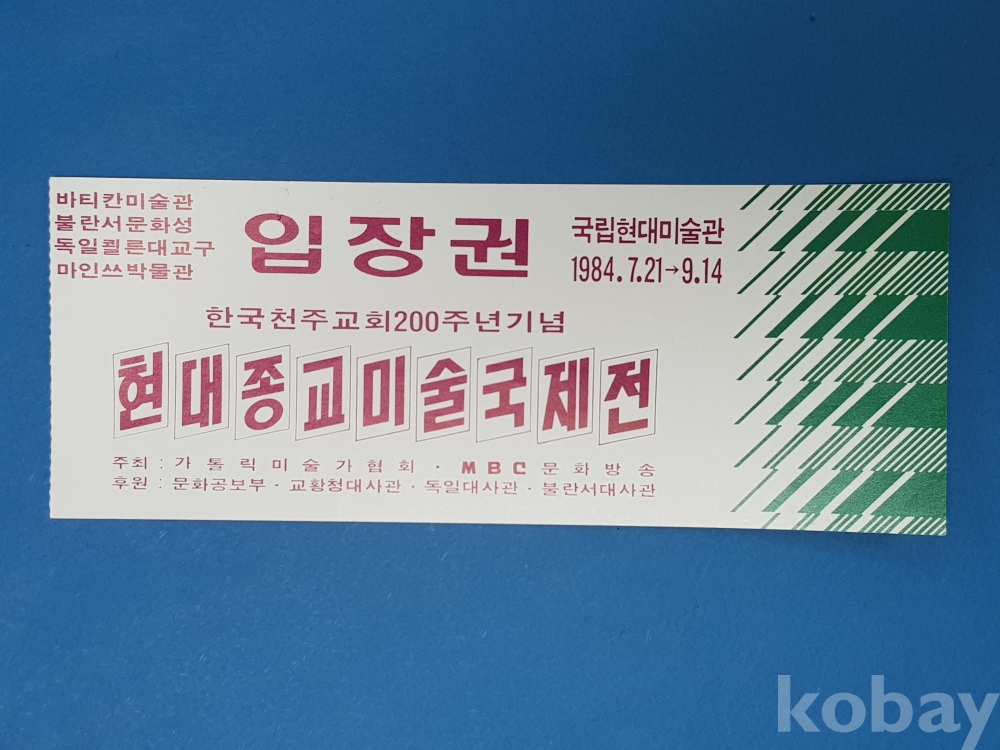 바티칸미술관
불란서문화성
독일쾰른대교구
마인쓰박물관
입장권
국립현대미술관
1984.7.21→9.14
한국천주교회200주년기념
현대종교미술국제전
주최 : 가톨릭미술가협회 · MBC 문화방송
후원 : 문화공보부 · 교황청대사관 · 독일대사관 · 불란서대사관
kobay